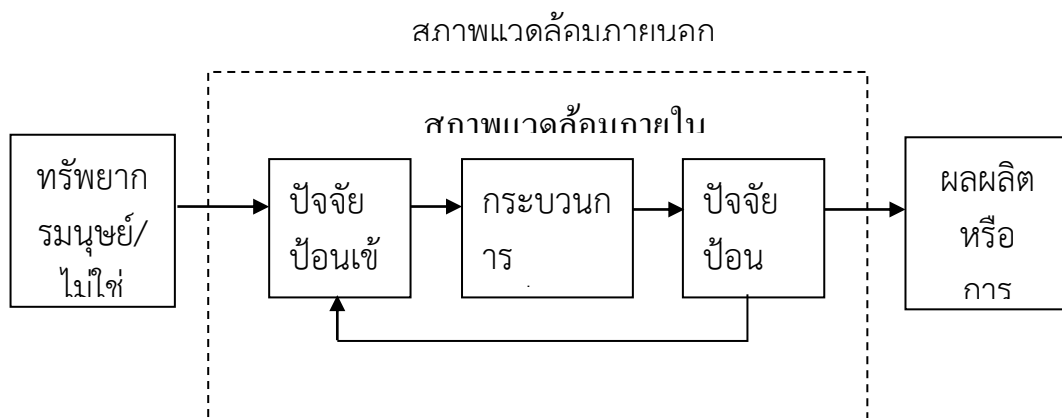 สภาพแวดล้อมภายนอก
สภาพแวดล้อมภายใน
ทรัพยาก
รมนุษย์/
ไม่ใช่
ปัจจัย
ป้อนเข้
กระบวนก
าร
ปัจจัย
ป้อน
ผลผลิต
หรือ
การ